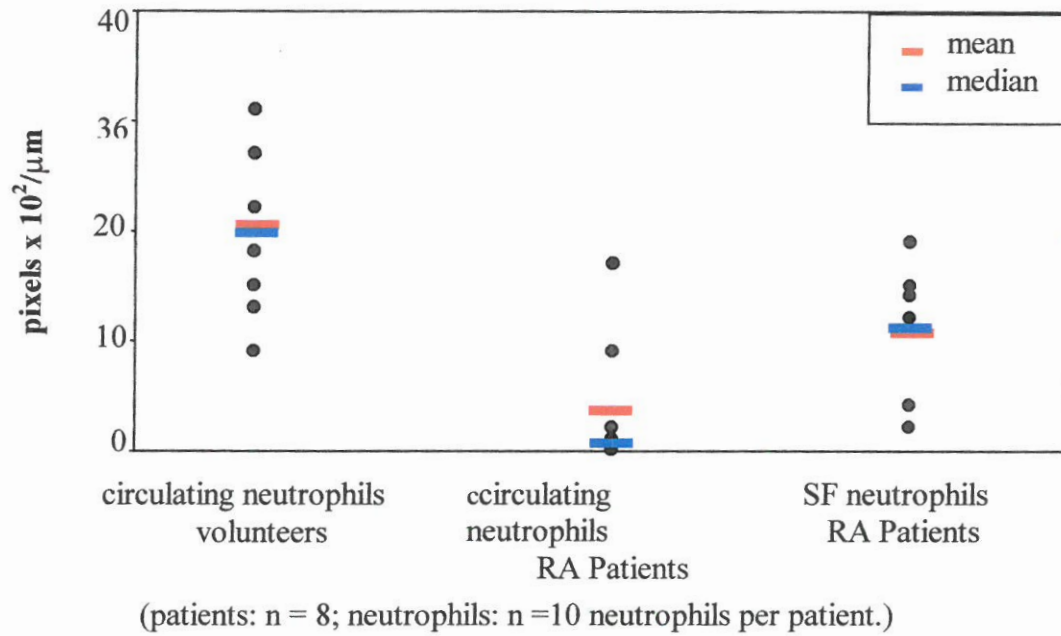 40
36
20
10
0
pixels x 10²/µm
mean
median
circulating neutrophils
volunteers
ccirculating
neutrophils
RA Patients
SF neutrophils
RA Patients
(patients: n = 8; neutrophils: n =10 neutrophils per patient.)